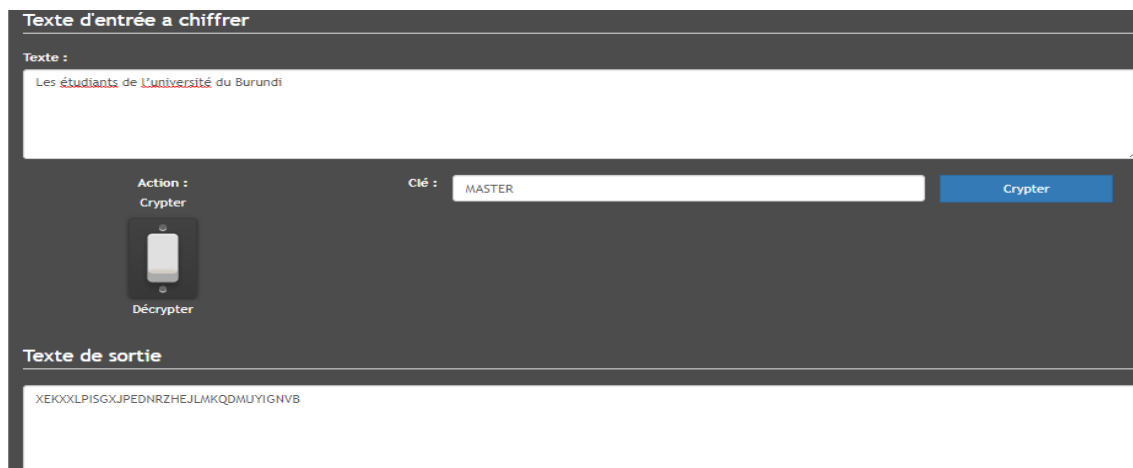 Texte d'entrée a chiffrer
Texte :
Les étudiants de l'université du Burundi
Action :
Crypter
Clé :
MASTER
Crypter
Décrypter
Texte de sortie
XEKXXLPISGXJPEDNRZHEJLMKQDMUYIGNVB